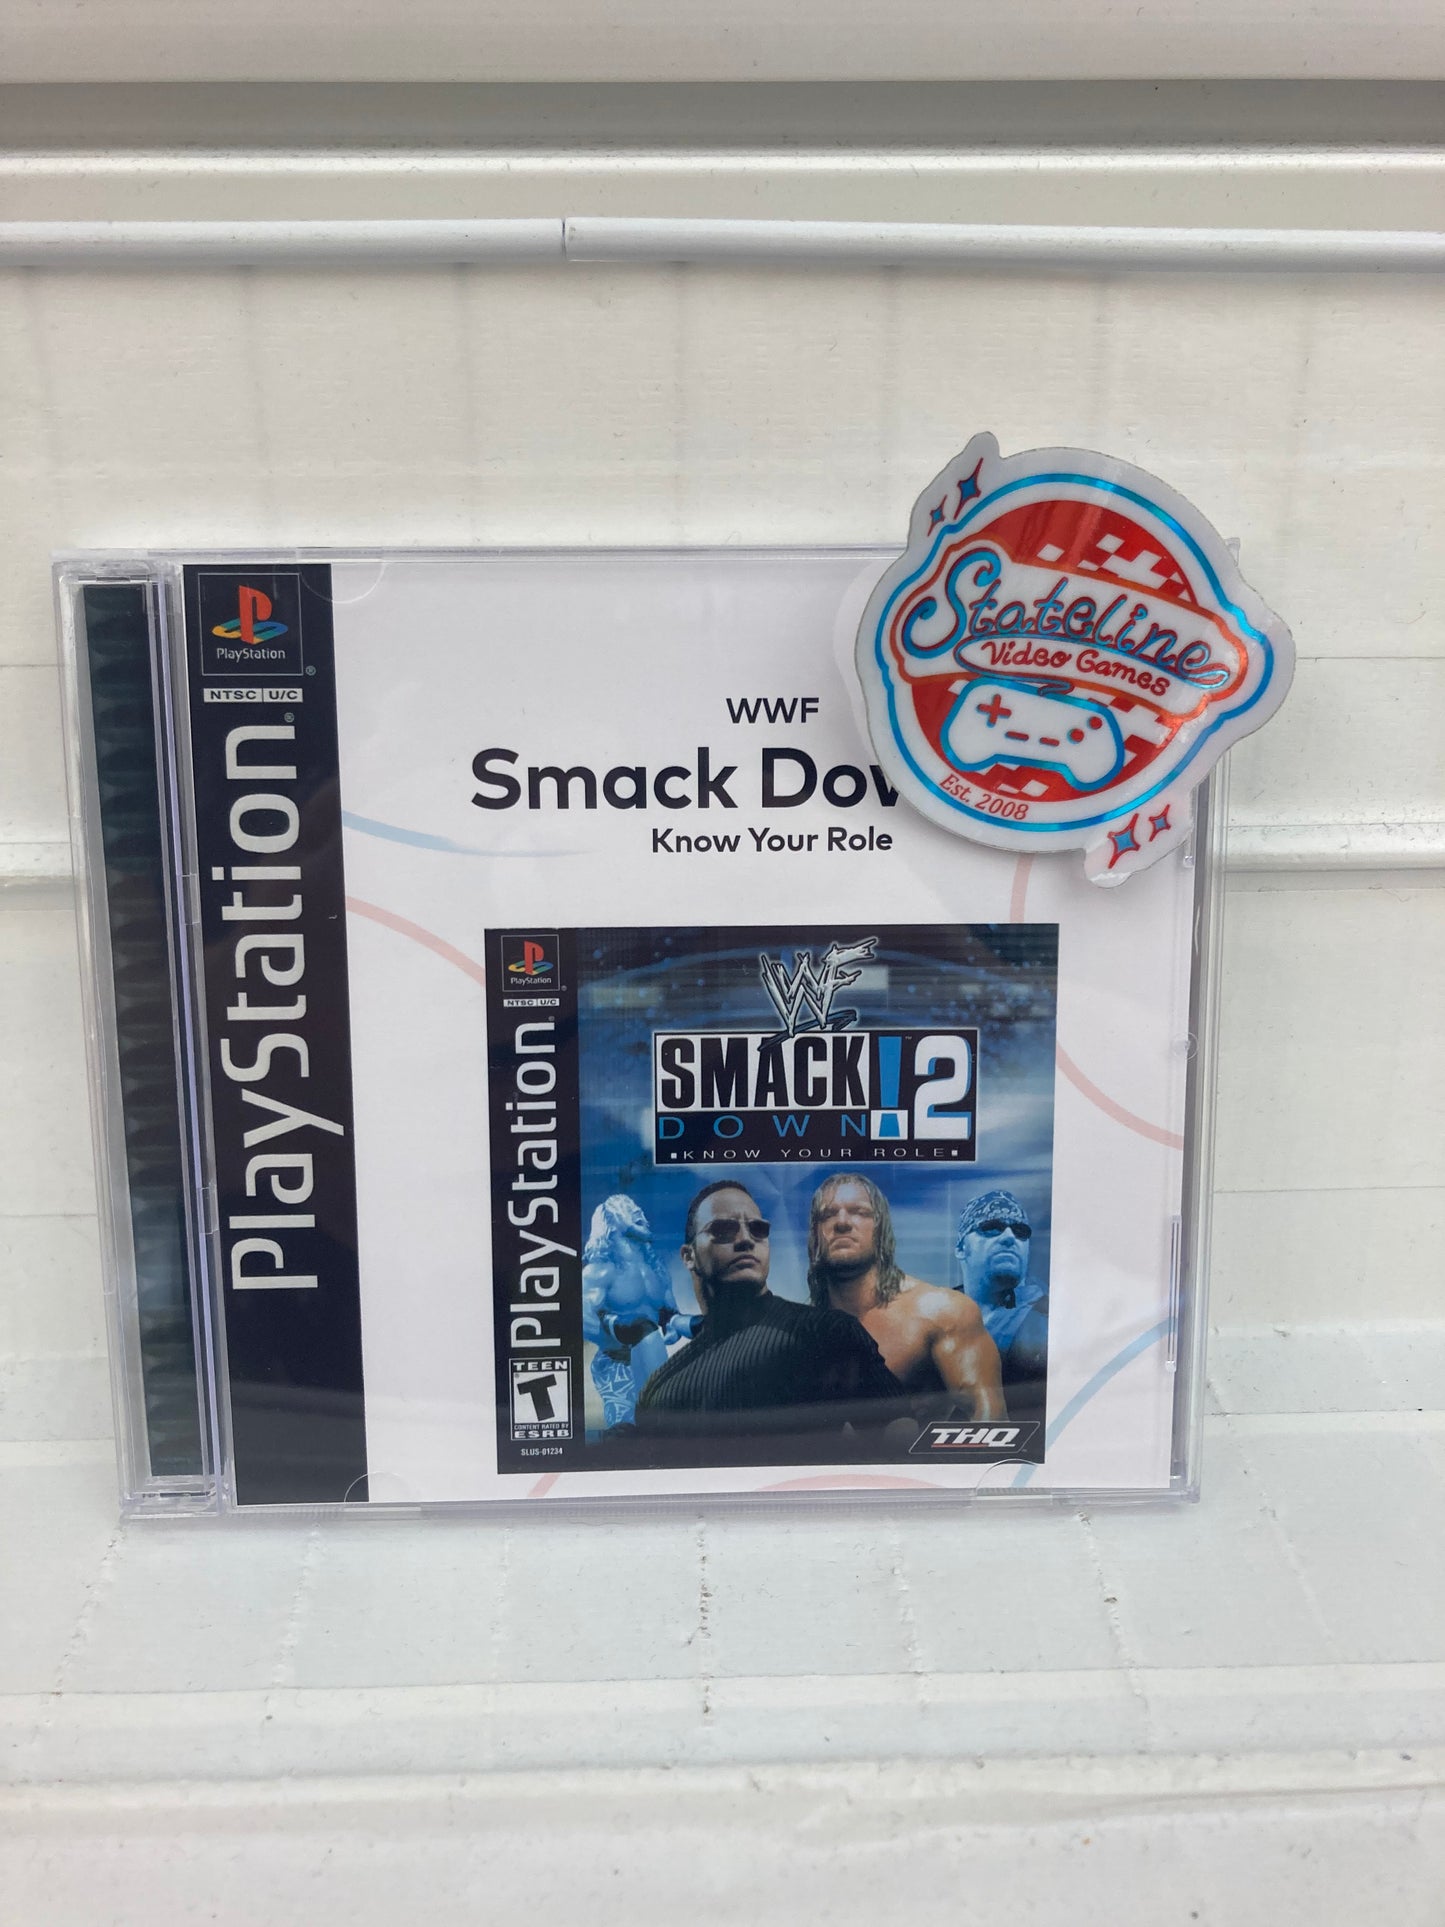 PlayStation
NTSC U/C
PlayStation
WWF
Smack Dow
Know Your Role
Stateline
Video Games
Est. 2008
PlayStation
NTSC U/C
PlayStation
WF
SMACK! 2
DOWN
KNOW YOUR ROLE
TEEN
T
CONTENT RATED BY
ESRB
SLUS-01234
THQ